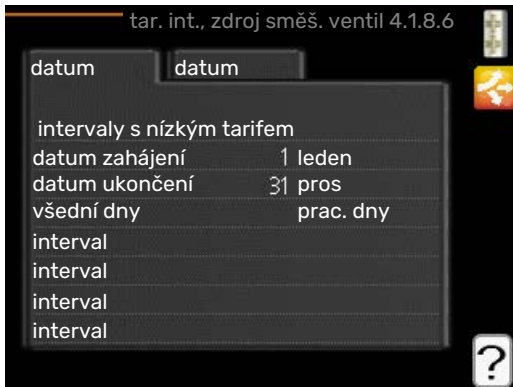 tar. int., zdroj směš. ventil 4.1.8.6
datum datum
intervaly s nízkým tarifem
datum zahájení 1 leden
datum ukončení 31 pros
všední dny prac. dny
interval
interval
interval
interval
?